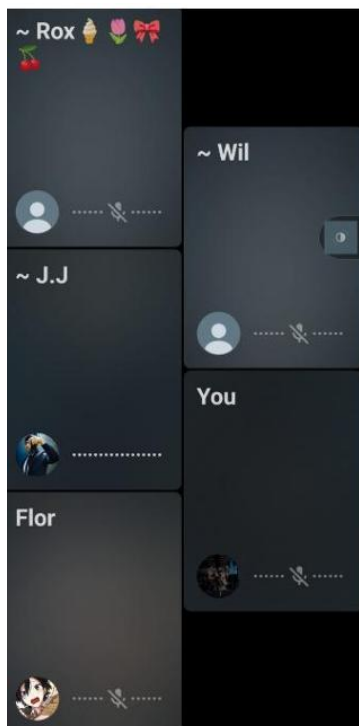 ~ Rox🍦🌷🎀
🍒
~ Wil
~ J.J
You
Flor